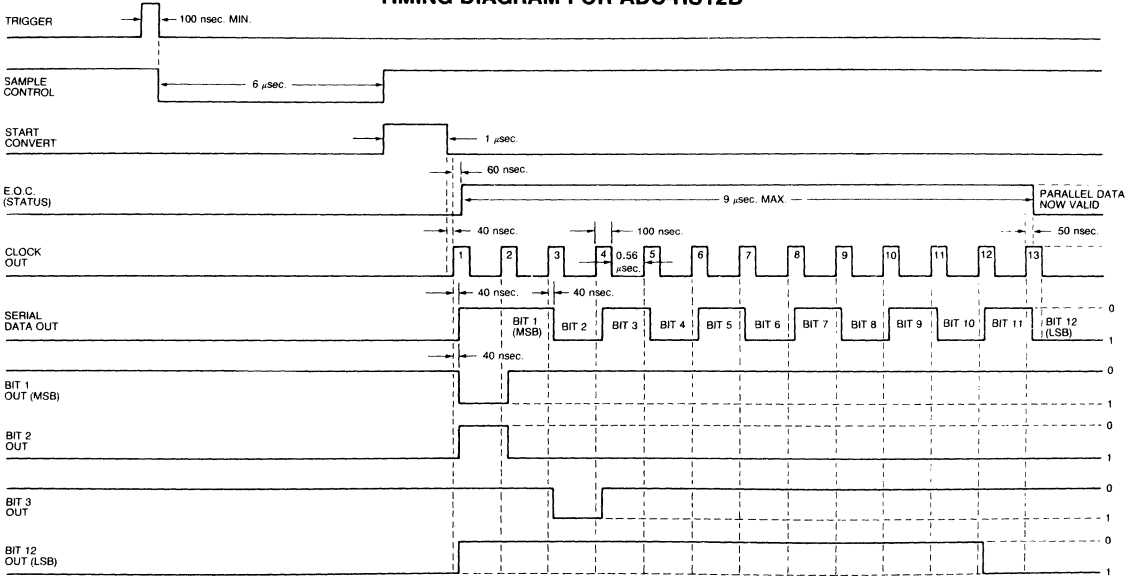 TIMING DIAGRAM FOR ADC-HS12B
TRIGGER
100 nsec. MIN.
SAMPLE
CONTROL
6 μsec.
START
CONVERT
1 μsec.
60 nsec.
E.O.C.
(STATUS)
9 μsec. MAX.
PARALLEL DATA
NOW VALID
40 nsec.
100 nsec.
50 nsec.
CLOCK
OUT
1 2 3 4 0.56 μsec. 5 6 7 8 9 10 11 12 13
40 nsec.
40 nsec.
SERIAL
DATA OUT
BIT 1
(MSB)
BIT 2
BIT 3
BIT 4
BIT 5
BIT 6
BIT 7
BIT 8
BIT 9
BIT 10
BIT 11
BIT 12
(LSB)
0
1
40 nsec.
BIT 1
OUT (MSB)
0
1
BIT 2
OUT
0
1
BIT 3
OUT
0
1
BIT 12
OUT (LSB)
0
1